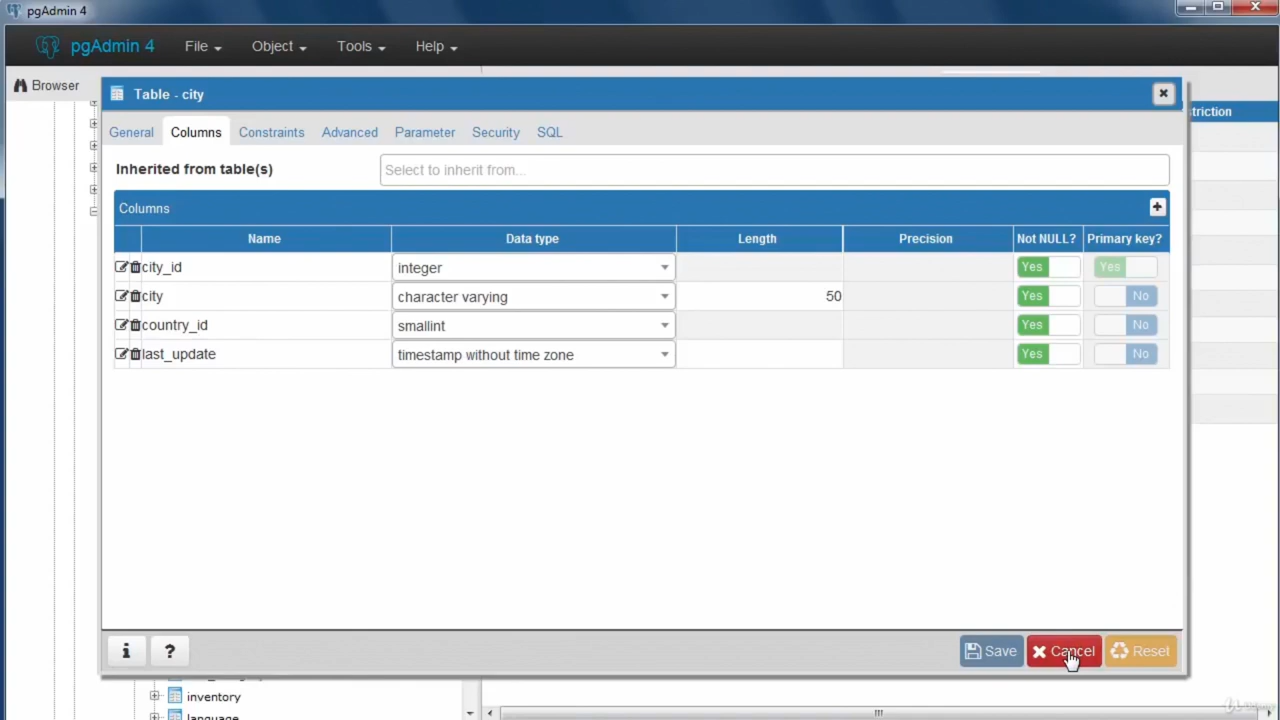 pgAdmin 4
pgAdmin 4 File Object Tools Help
Browser
Table - city
triction
General Columns Constraints Advanced Parameter Security SQL
Inherited from table(s) Select to inherit from...
Columns
Name Data type Length Precision Not NULL? Primary key?
city_id integer Yes Yes
city character varying 50 Yes No
country_id smallint Yes No
last_update timestamp without time zone Yes No
i ? Save Cancel Reset
inventory
language